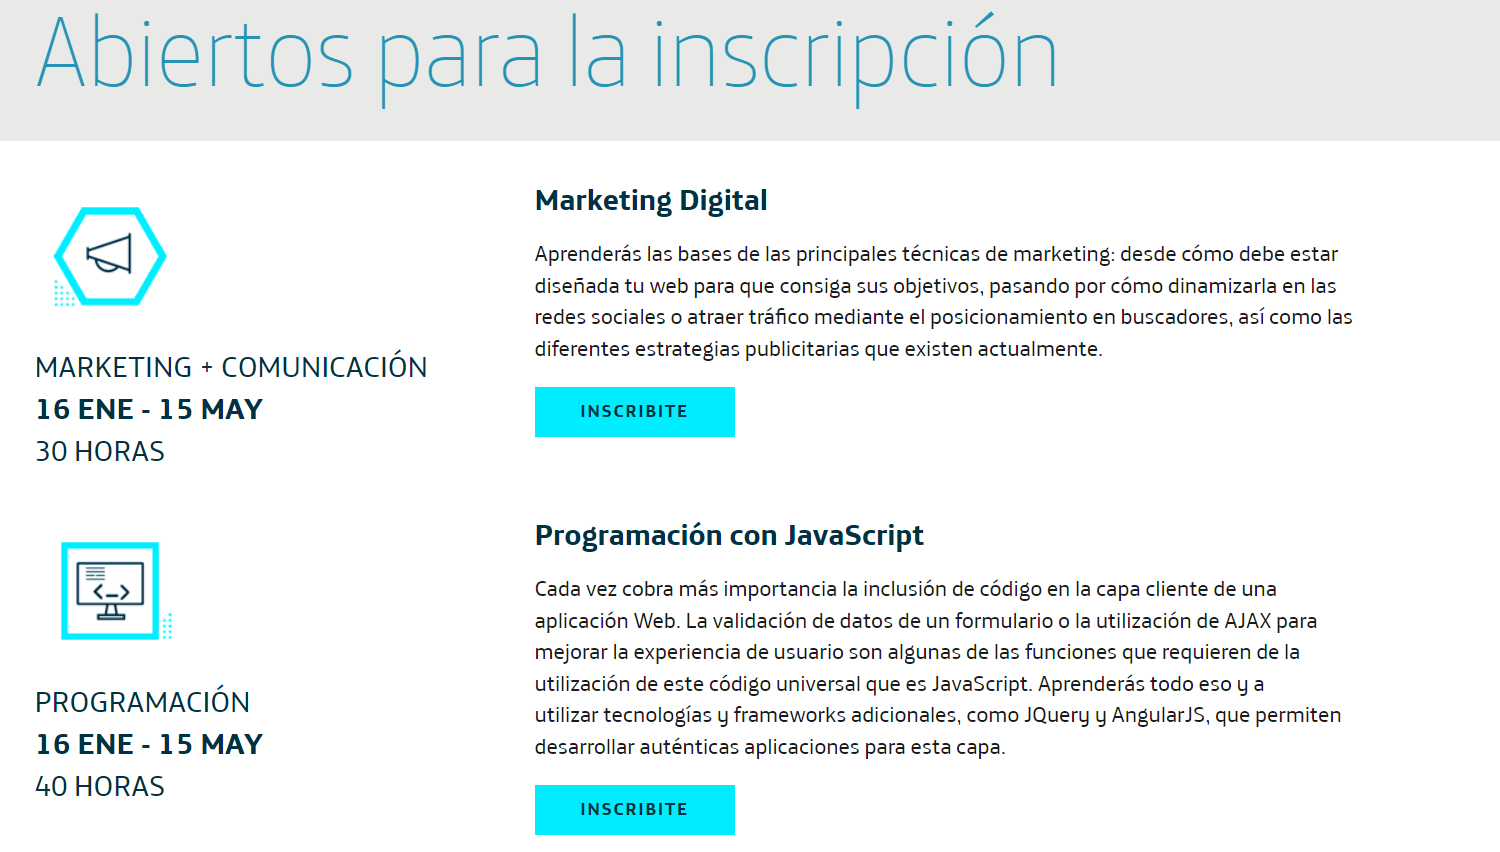 Abiertos para la inscripción
MARKETING + COMUNICACIÓN
16 ENE - 15 MAY
30 HORAS
Marketing Digital
Aprenderás las bases de las principales técnicas de marketing: desde cómo debe estar
diseñada tu web para que consiga sus objetivos, pasando por cómo dinamizarla en las
redes sociales o atraer tráfico mediante el posicionamiento en buscadores, así como las
diferentes estrategias publicitarias que existen actualmente.
INSCRIBITE
PROGRAMACIÓN
16 ENE - 15 MAY
40 HORAS
Programación con JavaScript
Cada vez cobra más importancia la inclusión de código en la capa cliente de una
aplicación Web. La validación de datos de un formulario o la utilización de AJAX para
mejorar la experiencia de usuario son algunas de las funciones que requieren de la
utilización de este código universal que es JavaScript. Aprenderás todo eso y a
utilizar tecnologías y frameworks adicionales, como JQuery y AngularJS, que permiten
desarrollar auténticas aplicaciones para esta capa.
INSCRIBITE